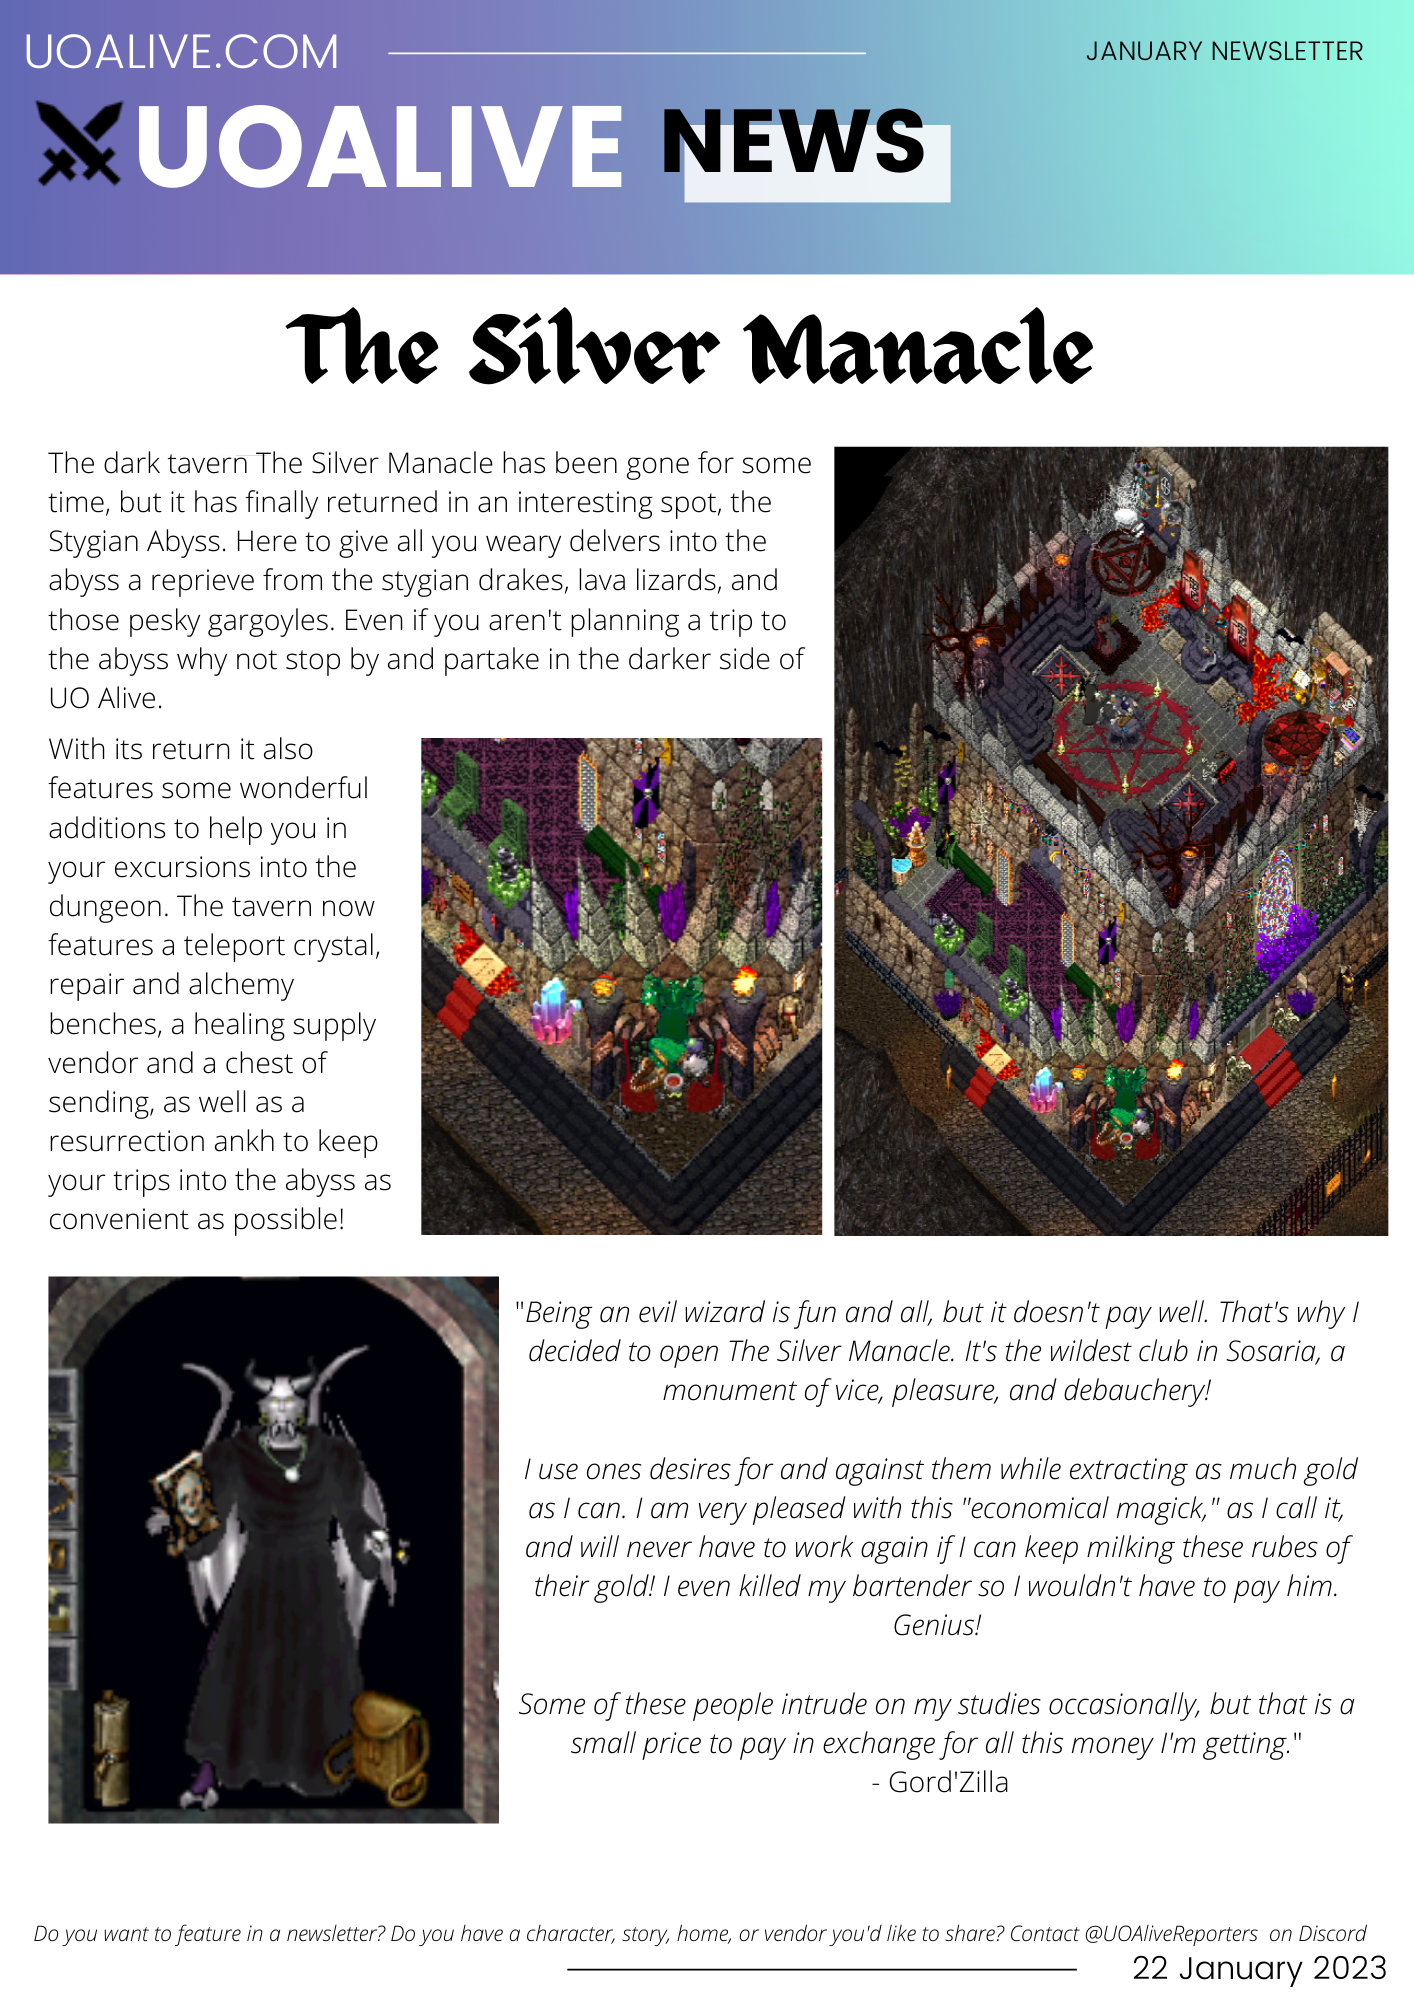 UOALIVE.COM
JANUARY NEWSLETTER
UOALIVE NEWS
The Silver Manacle
The dark tavern The Silver Manacle has been gone for some
time, but it has finally returned in an interesting spot, the
Stygian Abyss. Here to give all you weary delvers into the
abyss a reprieve from the stygian drakes, lava lizards, and
those pesky gargoyles. Even if you aren't planning a trip to
the abyss why not stop by and partake in the darker side of
UO Alive.
With its return it also
features some wonderful
additions to help you in
your excursions into the
dungeon. The tavern now
features a teleport crystal,
repair and alchemy
benches, a healing supply
vendor and a chest of
sending, as well as a
resurrection ankh to keep
your trips into the abyss as
convenient as possible!
"Being an evil wizard is fun and all, but it doesn't pay well. That's why I
decided to open The Silver Manacle. It's the wildest club in Sosaria, a
monument of vice, pleasure, and debauchery!
I use ones desires for and against them while extracting as much gold
as I can. I am very pleased with this "economical magick," as I call it,
and will never have to work again if I can keep milking these rubes of
their gold! I even killed my bartender so I wouldn't have to pay him.
Genius!
Some of these people intrude on my studies occasionally, but that is a
small price to pay in exchange for all this money I'm getting."
- Gord'Zilla
Do you want to feature in a newsletter? Do you have a character, story, home, or vendor you'd like to share? Contact @UOAliveReporters on Discord
22 January 2023